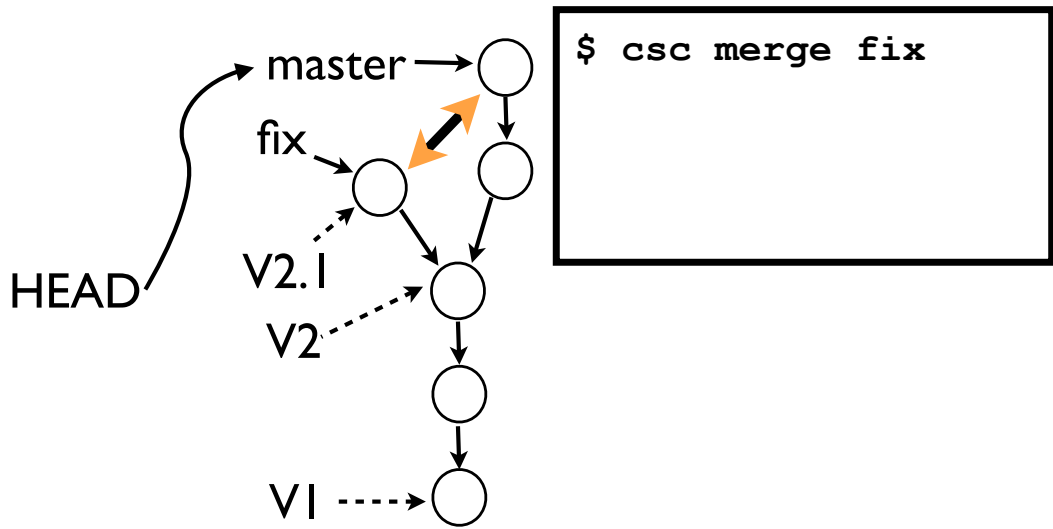 master
fix
V2.1
HEAD
V2
V1
$ csc merge fix